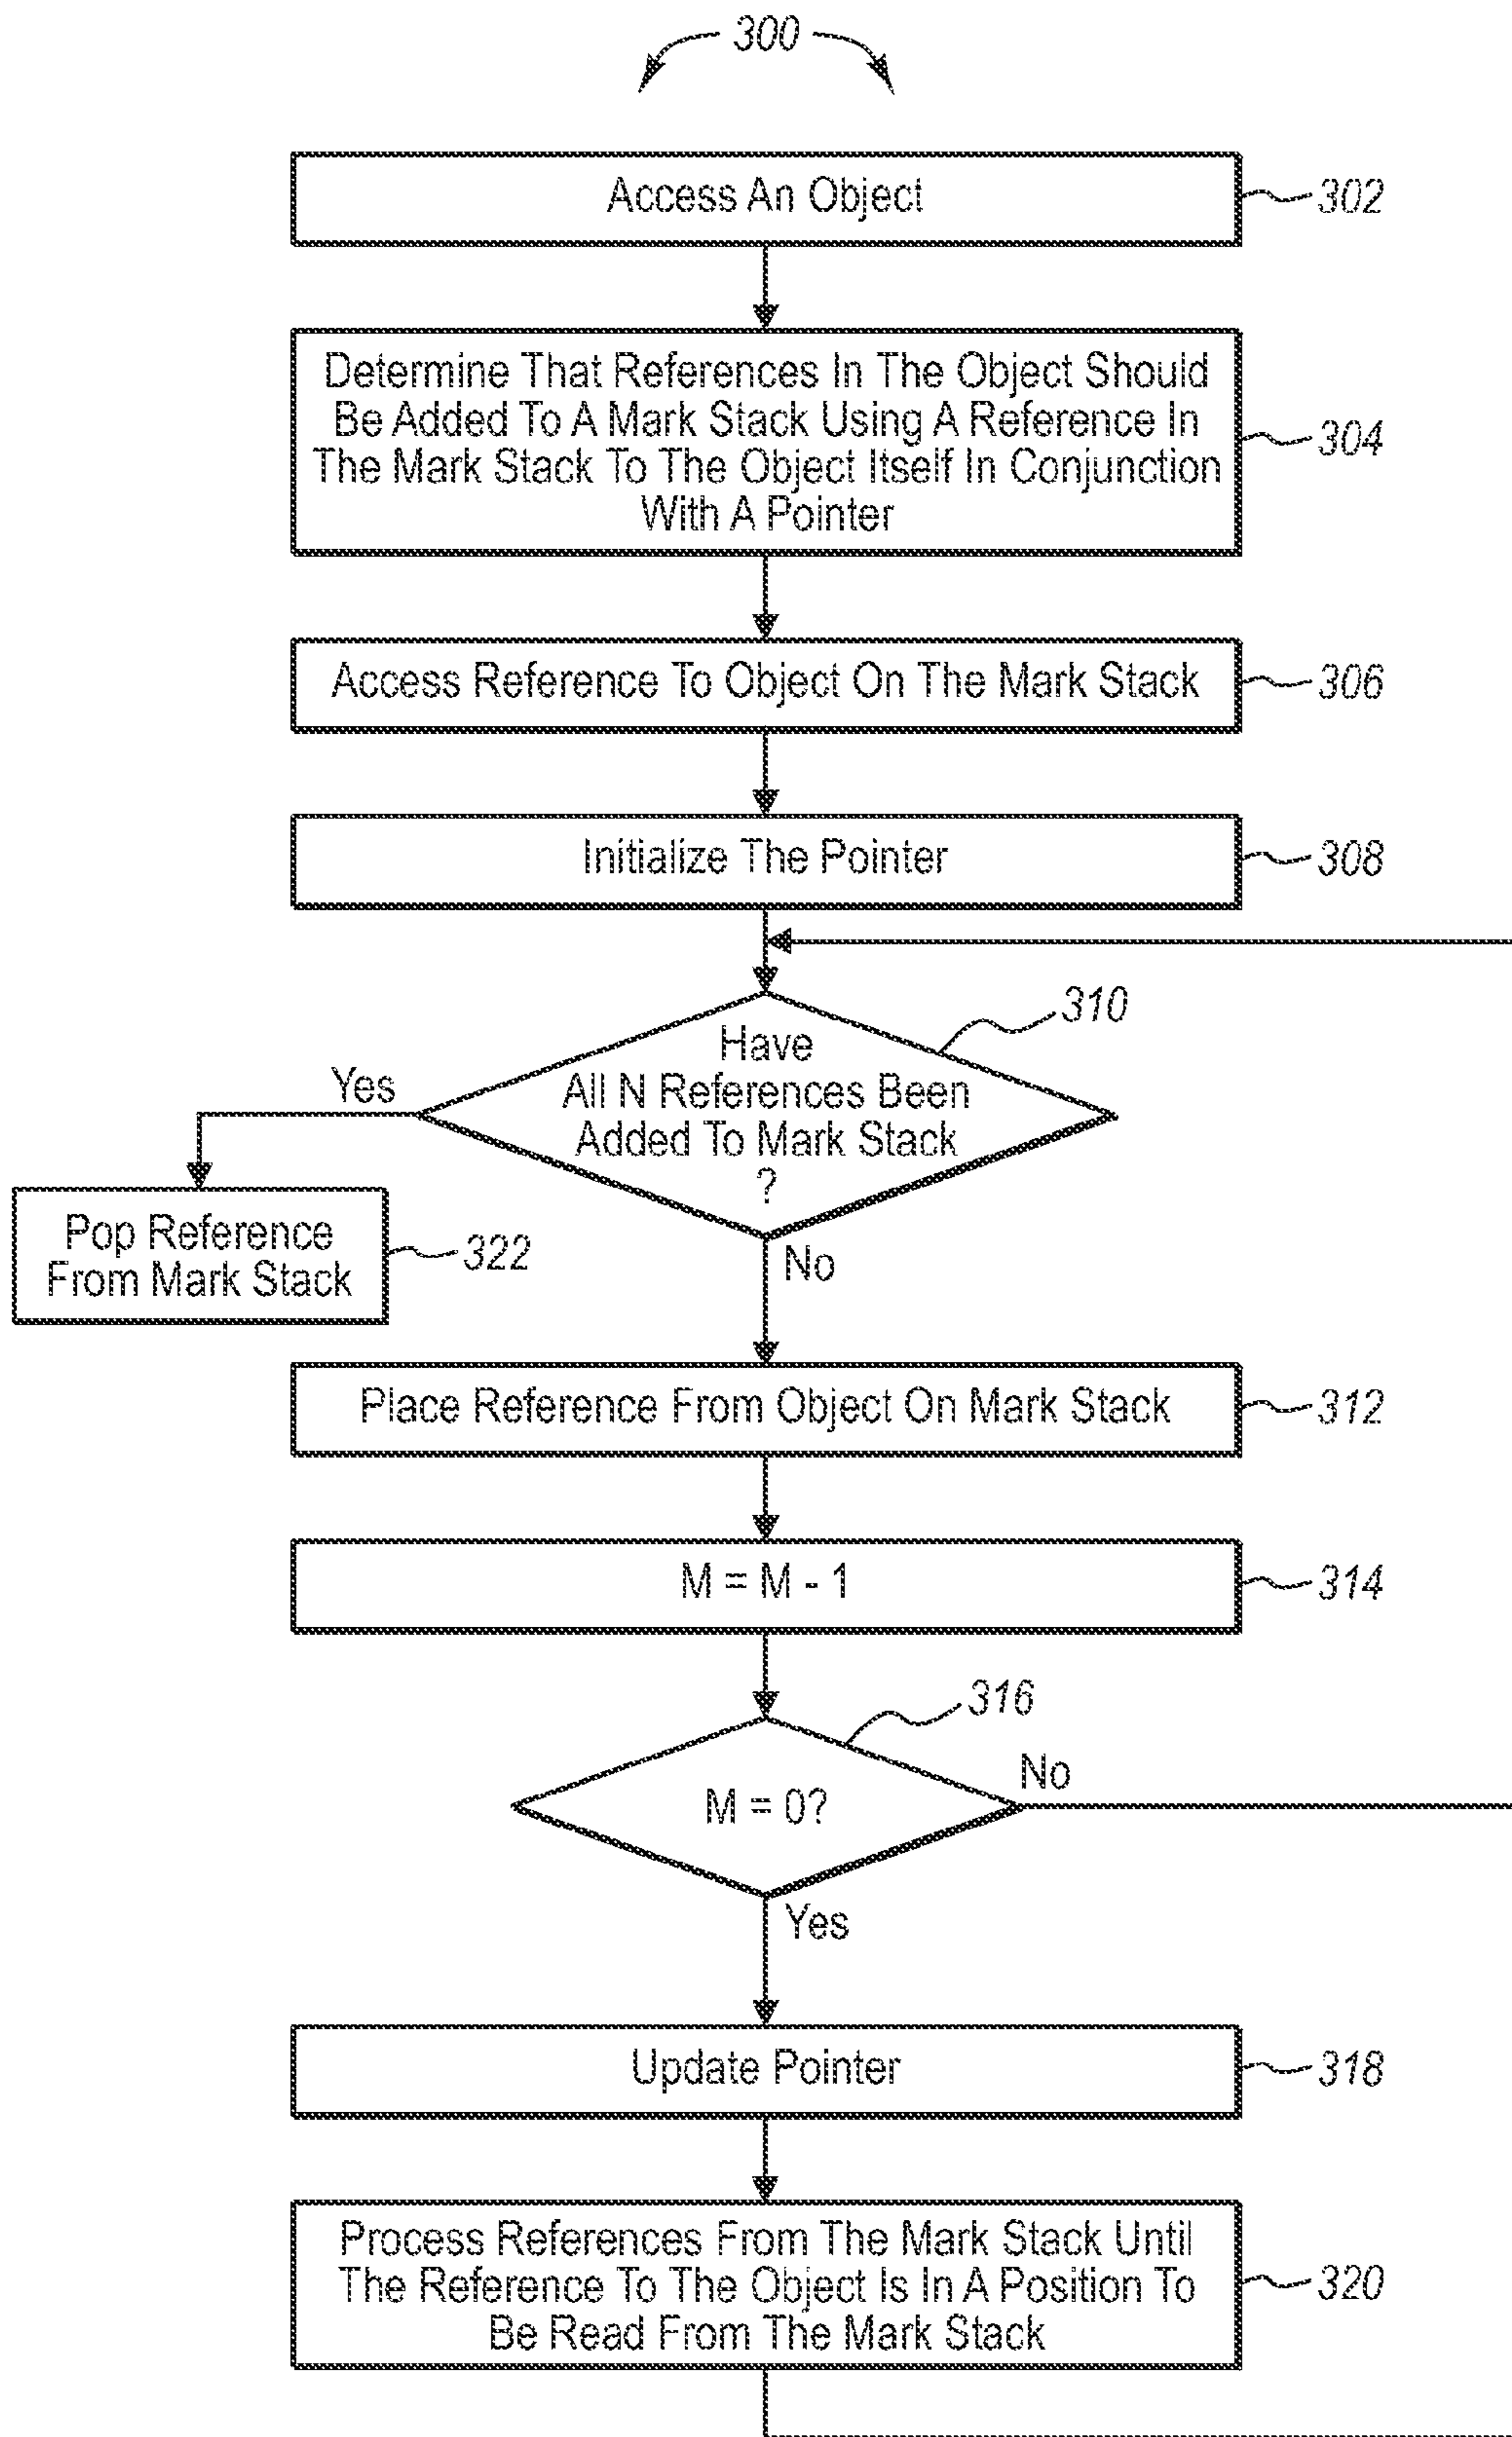 300
Access An Object
302
Determine That References In The Object Should
Be Added To A Mark Stack Using A Reference In
The Mark Stack To The Object Itself In Conjunction
With A Pointer
304
Access Reference To Object On The Mark Stack
306
Initialize The Pointer
308
310
Have
All N References Been
Added To Mark Stack
?
Yes
Pop Reference
From Mark Stack
322
No
Place Reference From Object On Mark Stack
312
M = M - 1
314
316
M = 0?
No
Yes
Update Pointer
318
Process References From The Mark Stack Until
The Reference To The Object Is In A Position To
Be Read From The Mark Stack
320